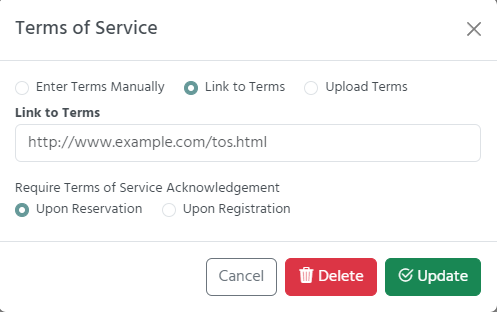 Terms of Service
Enter Terms Manually Link to Terms Upload Terms
Link to Terms
http://www.example.com/tos.html
Require Terms of Service Acknowledgement
Upon Reservation Upon Registration
Cancel Delete Update